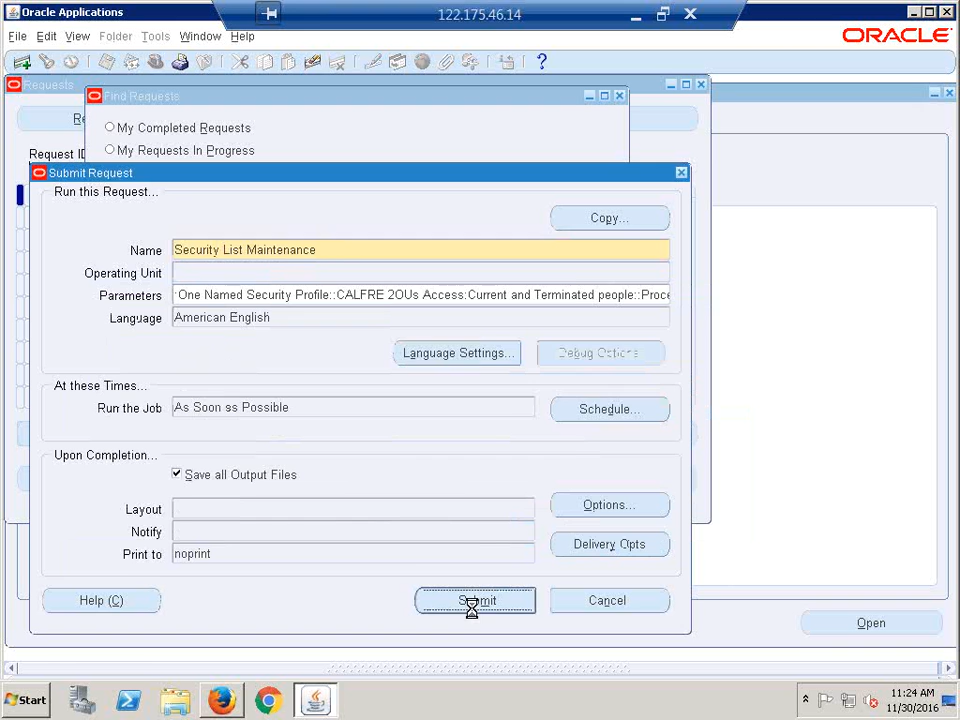 Oracle Applications
122.175.46.14
File Edit View Folder Tools Window Help
ORACLE
Requests
Find Requests
Re
My Completed Requests
Request ID
My Requests In Progress
Submit Request
Run this Request...
Copy...
Name Security List Maintenance
Operating Unit
Parameters One Named Security Profile::CALFRE 2OUs Access:Current and Terminated people::Proce
Language American English
Language Settings... Debug Options
At these Times...
Run the Job As Soon as Possible Schedule...
Upon Completion...
Save all Output Files
Layout Options...
Notify
Print to noprint Delivery Opts
Help (C) Submit Cancel
Open
Start
11:24 AM
11/30/2016